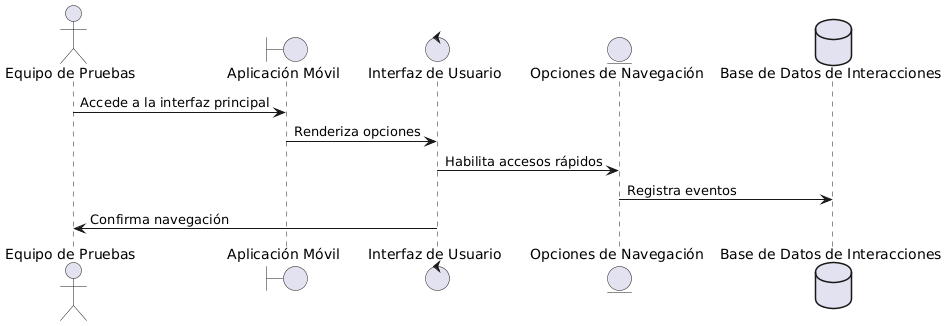 Equipo de Pruebas
Aplicación Móvil
Interfaz de Usuario
Opciones de Navegación
Base de Datos de Interacciones
Accede a la interfaz principal
Renderiza opciones
Habilita accesos rápidos
Registra eventos
Confirma navegación
Equipo de Pruebas
Aplicación Móvil
Interfaz de Usuario
Opciones de Navegación
Base de Datos de Interacciones